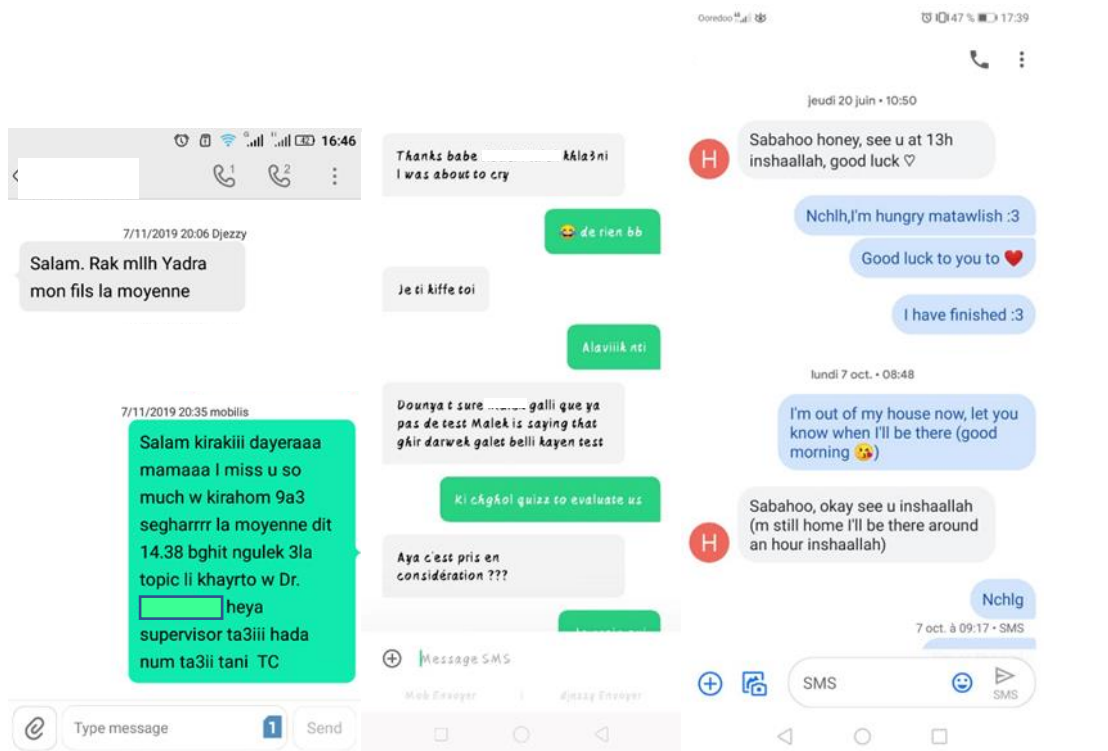 16:46
1
2
7/11/2019 20:06 Djezzy
Salam. Rak mllh Yadra
mon fils la moyenne
7/11/2019 20:35 mobilis
Salam kirakiii dayeraaa
mamaaa I miss u so
much w kirahom 9a3
segharrrr la moyenne dit
14.38 bghit ngulek 3la
topic li khayrto w Dr.
heya
supervisor ta3iii hada
num ta3ii tani TC
Type message
1
Send
Thanks babe khla3ni
I was about to cry
de rien bb
Je ti kiffe toi
Alaviiik nti
Dounya t sure galli que ya
pas de test Malek is saying that
ghir darwek galet belli kayen test
Ki chghol quizz to evaluate us
Aya c'est pris en
considération ???
Message SMS
Mob Envoyer
djezzy Envoyer
Ooredoo
47 % 17:39
jeudi 20 juin • 10:50
H
Sabahoo honey, see u at 13h
inshaallah, good luck ♡
Nchlh,I'm hungry matawlish :3
Good luck to you to ❤
I have finished :3
lundi 7 oct. • 08:48
I'm out of my house now, let you
know when I'll be there (good
morning 😘)
H
Sabahoo, okay see u inshaallah
(m still home I'll be there around
an hour inshaallah)
Nchlg
7 oct. à 09:17 • SMS
SMS
SMS